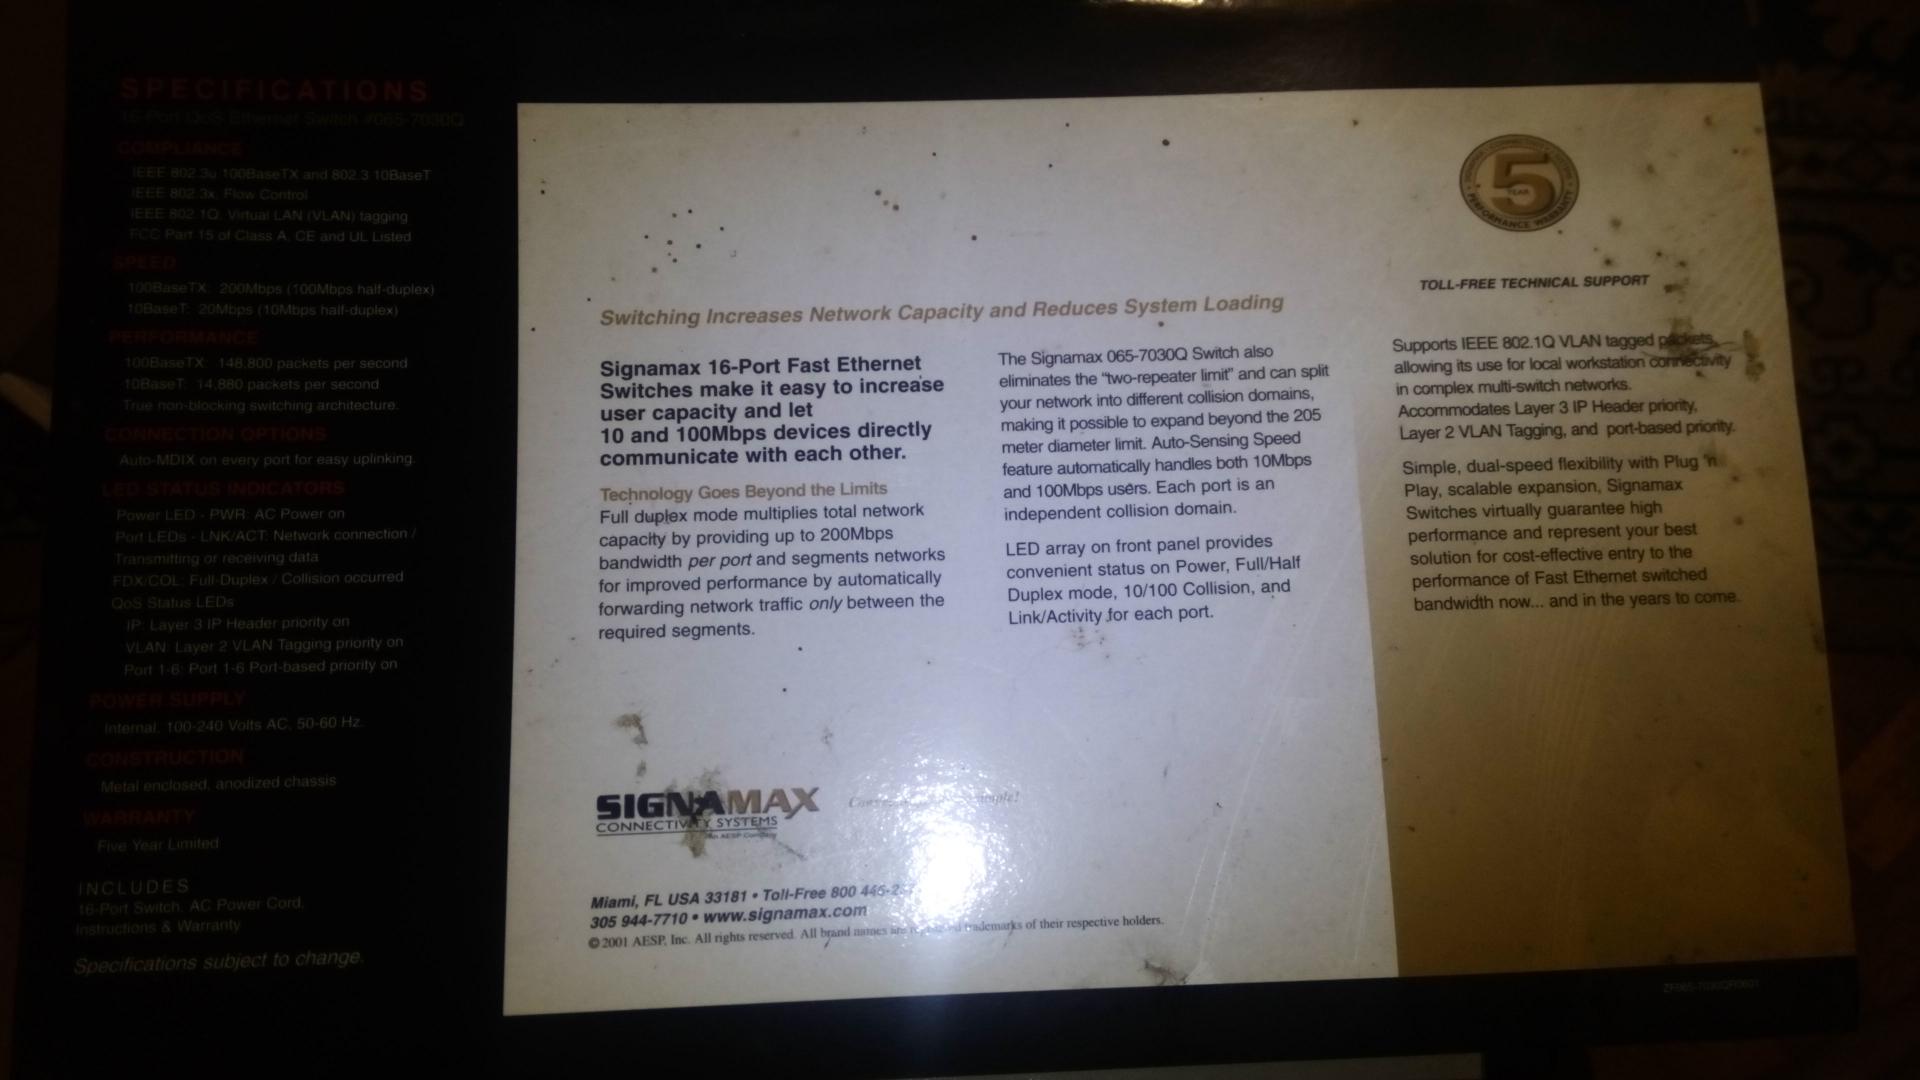 SPECIFICATIONS
16-Port QoS Ethernet Switch #065-7030Q
COMPLIANCE
IEEE 802.3u 100BaseTX and 802.3 10BaseT
IEEE 802.3x, Flow Control
IEEE 802.1Q, Virtual LAN (VLAN) tagging
FCC Part 15 of Class A, CE and UL Listed
SPEED
100BaseTX: 200Mbps (100Mbps half-duplex)
10BaseT: 20Mbps (10Mbps half-duplex)
PERFORMANCE
100BaseTX: 148,800 packets per second
10BaseT: 14,880 packets per second
True non-blocking switching architecture.
CONNECTION OPTIONS
Auto-MDIX on every port for easy uplinking.
LED STATUS INDICATORS
Power LED - PWR: AC Power on
Port LEDs - LNK/ACT: Network connection /
Transmitting or receiving data
FDX/COL: Full-Duplex / Collision occurred
QoS Status LEDs
IP: Layer 3 IP Header priority on
VLAN: Layer 2 VLAN Tagging priority on
Port 1-6: Port 1-6 Port-based priority on
POWER SUPPLY
Internal, 100-240 Volts AC, 50-60 Hz.
CONSTRUCTION
Metal enclosed, anodized chassis
WARRANTY
Five Year Limited
INCLUDES
16-Port Switch, AC Power Cord,
Instructions & Warranty
Specifications subject to change.
Switching Increases Network Capacity and Reduces System Loading
Signamax 16-Port Fast Ethernet
Switches make it easy to increase
user capacity and let
10 and 100Mbps devices directly
communicate with each other.
Technology Goes Beyond the Limits
Full duplex mode multiplies total network
capacity by providing up to 200Mbps
bandwidth per port and segments networks
for improved performance by automatically
forwarding network traffic only between the
required segments.
The Signamax 065-7030Q Switch also
eliminates the "two-repeater limit" and can split
your network into different collision domains,
making it possible to expand beyond the 205
meter diameter limit. Auto-Sensing Speed
feature automatically handles both 10Mbps
and 100Mbps users. Each port is an
independent collision domain.
LED array on front panel provides
convenient status on Power, Full/Half
Duplex mode, 10/100 Collision, and
Link/Activity for each port.
5
YEAR
PERFORMANCE WARRANTY
TOLL-FREE TECHNICAL SUPPORT
Supports IEEE 802.1Q VLAN tagged packets,
allowing its use for local workstation connectivity
in complex multi-switch networks.
Accommodates Layer 3 IP Header priority,
Layer 2 VLAN Tagging, and port-based priority.
Simple, dual-speed flexibility with Plug 'n
Play, scalable expansion, Signamax
Switches virtually guarantee high
performance and represent your best
solution for cost-effective entry to the
performance of Fast Ethernet switched
bandwidth now... and in the years to come.
SIGNAMAX
CONNECTIVITY SYSTEMS
An AESP Company
Miami, FL USA 33181 • Toll-Free 800
305 944-7710 • www.signamax.com
© 2001 AESP, Inc. All rights reserved. All brand names are trademarks of their respective holders.